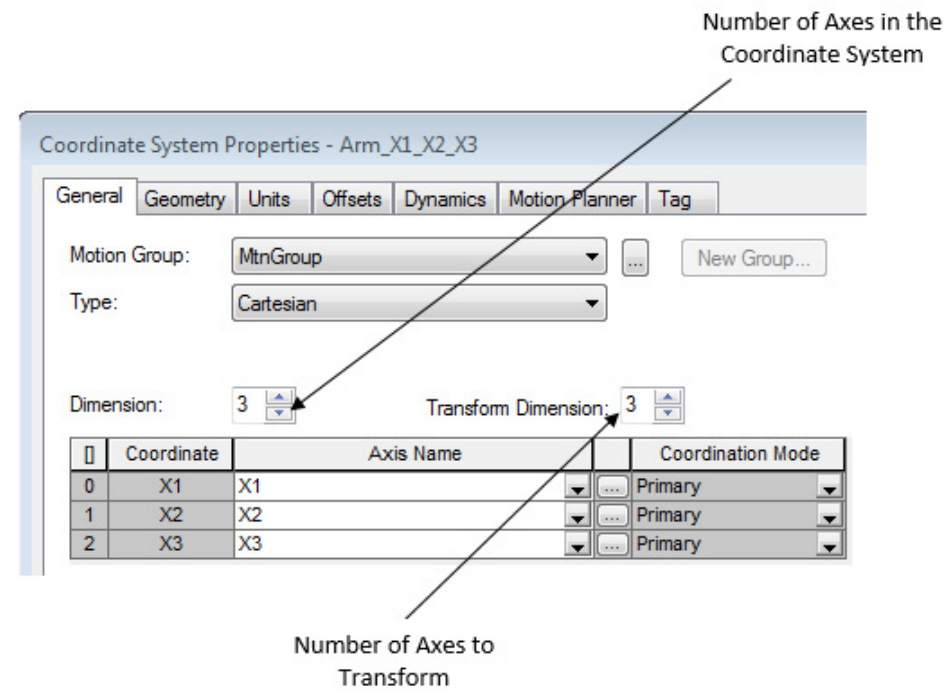 Number of Axes in the
Coordinate System
Coordinate System Properties - Arm_X1_X2_X3
General Geometry Units Offsets Dynamics Motion Planner Tag
Motion Group: MtnGroup ... New Group...
Type: Cartesian
Dimension: 3 Transform Dimension: 3
[] Coordinate Axis Name Coordination Mode
0 X1 X1 ... Primary
1 X2 X2 ... Primary
2 X3 X3 ... Primary
Number of Axes to
Transform